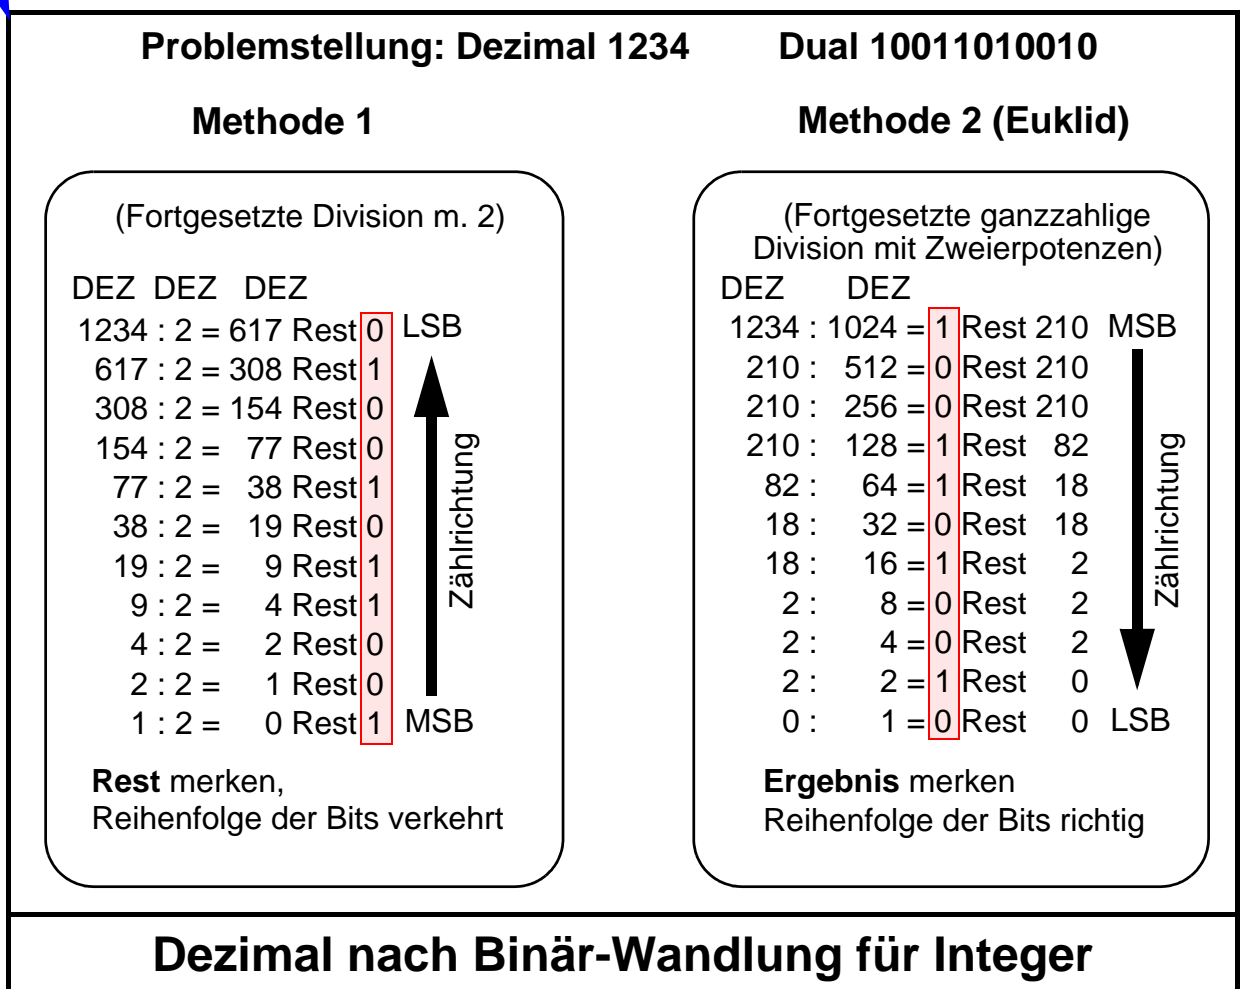 Problemstellung: Dezimal 1234 Dual 10011010010
Methode 1
(Fortgesetzte Division m. 2)
DEZ DEZ DEZ
1234 : 2 = 617 Rest 0 LSB
617 : 2 = 308 Rest 1
308 : 2 = 154 Rest 0
154 : 2 = 77 Rest 0
77 : 2 = 38 Rest 1
38 : 2 = 19 Rest 0
19 : 2 = 9 Rest 1
9 : 2 = 4 Rest 1
4 : 2 = 2 Rest 0
2 : 2 = 1 Rest 0
1 : 2 = 0 Rest 1 MSB
Zählrichtung
Rest merken,
Reihenfolge der Bits verkehrt
Methode 2 (Euklid)
(Fortgesetzte ganzzahlige
Division mit Zweierpotenzen)
DEZ DEZ
1234 : 1024 = 1 Rest 210 MSB
210 : 512 = 0 Rest 210
210 : 256 = 0 Rest 210
210 : 128 = 1 Rest 82
82 : 64 = 1 Rest 18
18 : 32 = 0 Rest 18
18 : 16 = 1 Rest 2
2 : 8 = 0 Rest 2
2 : 4 = 0 Rest 2
2 : 2 = 1 Rest 0
0 : 1 = 0 Rest 0 LSB
Zählrichtung
Ergebnis merken
Reihenfolge der Bits richtig
Dezimal nach Binär-Wandlung für Integer